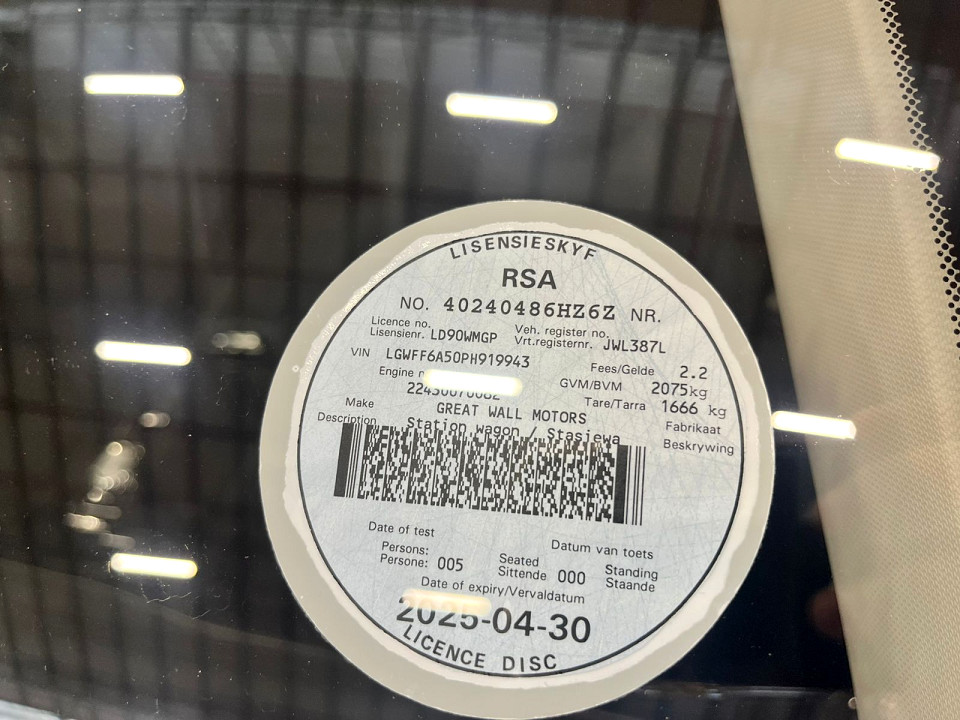 LISENSIESKYF
RSA
NO. 40240486HZ6Z NR.
Licence no. Veh. register no.
Lisensienr. LD90WMGP Vrt.registernr. JWL387L
VIN LGWFF6A50PH919943 Fees/Gelde 2.2
GVM/BVM 2075kg
Tare/Tarra 1666 kg
Make GREAT WALL MOTORS Fabrikaat
Description Station wagon / Stasiewa Beskrywing
Date of test Datum van toets
Persons: Seated Standing
Persone: 005 Sittende 000 Staande
Date of expiry/Vervaldatum
2025-04-30
LICENCE DISC